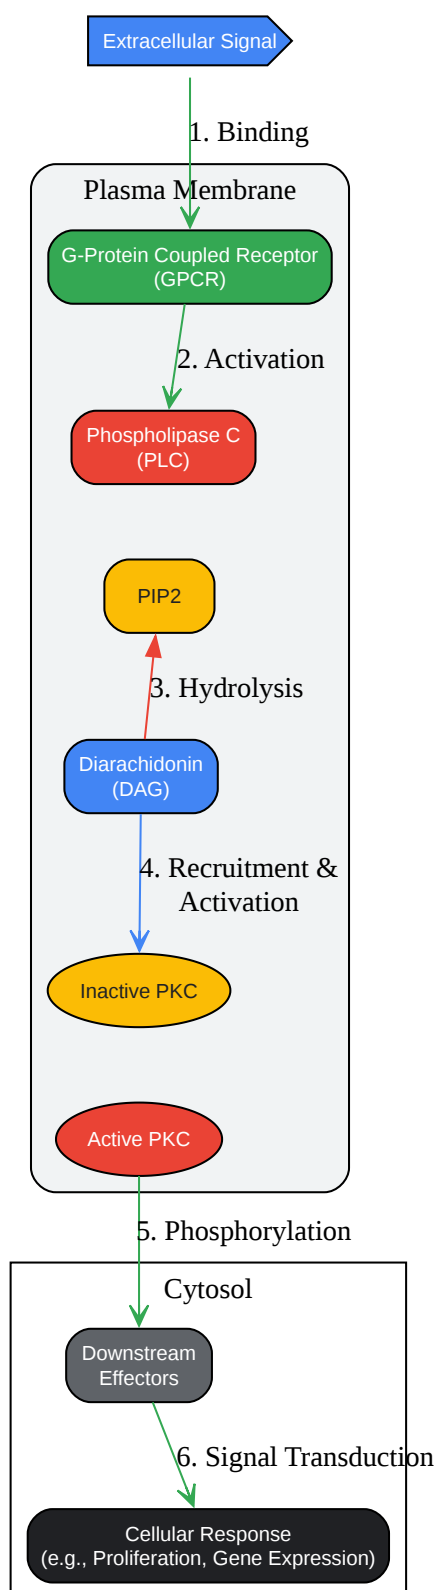 Extracellular Signal
1. Binding
Plasma Membrane
G-Protein Coupled Receptor
(GPCR)
2. Activation
Phospholipase C
(PLC)
PIP2
3. Hydrolysis
Diarachidonin
(DAG)
4. Recruitment &
Activation
Inactive PKC
Active PKC
5. Phosphorylation
Cytosol
Downstream
Effectors
6. Signal Transduction
Cellular Response
(e.g., Proliferation, Gene Expression)